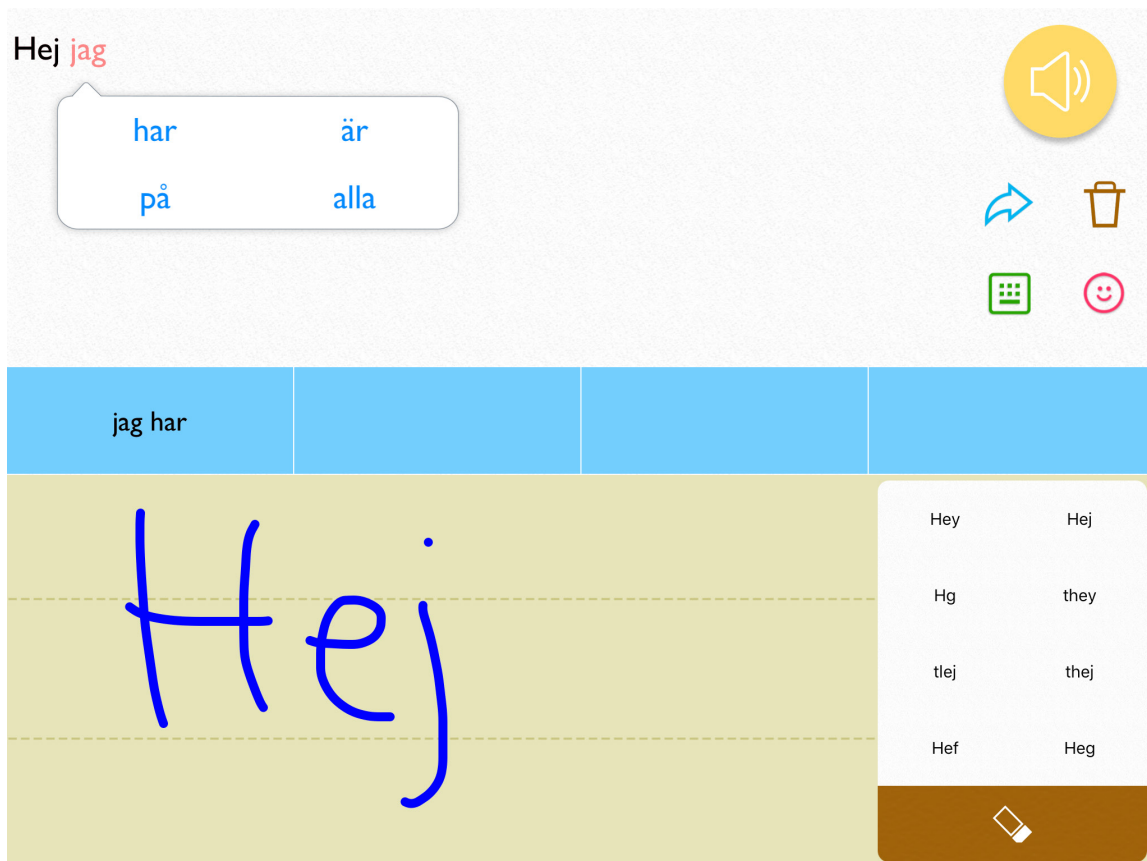 Hej jag
har är
på alla
jag har
Hej
Hey Hej
Hg they
tlej thej
Hef Heg